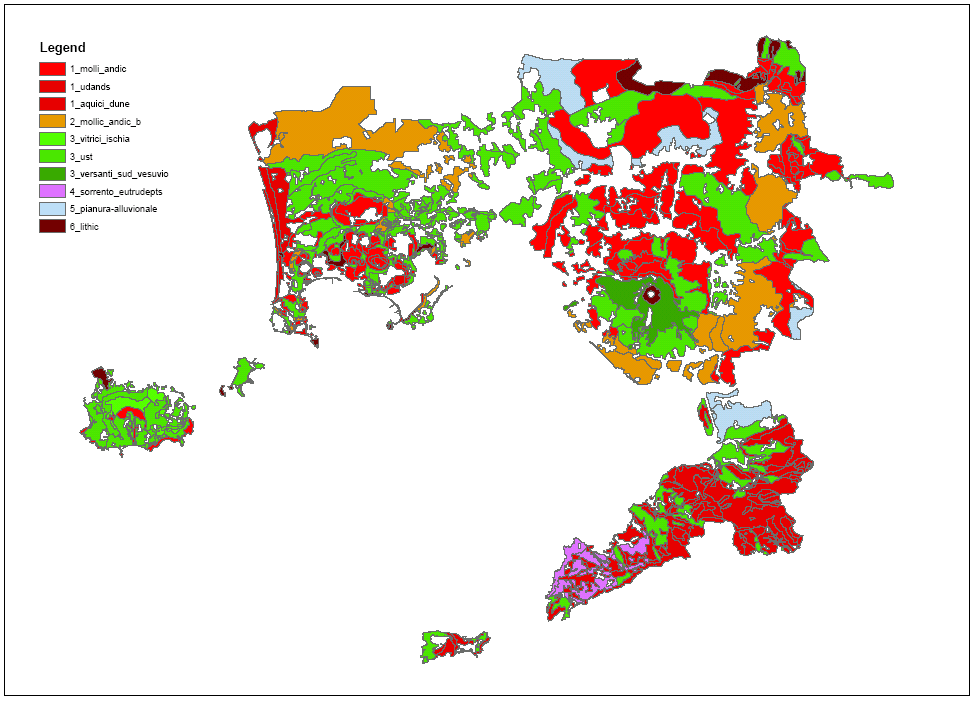 Legend
1_molli_andic
1_udands
1_aquici_dune
2_mollic_andic_b
3_vitrici_ischia
3_ust
3_versanti_sud_vesuvio
4_sorrento_eutrudepts
5_pianura-alluvionale
6_lithic